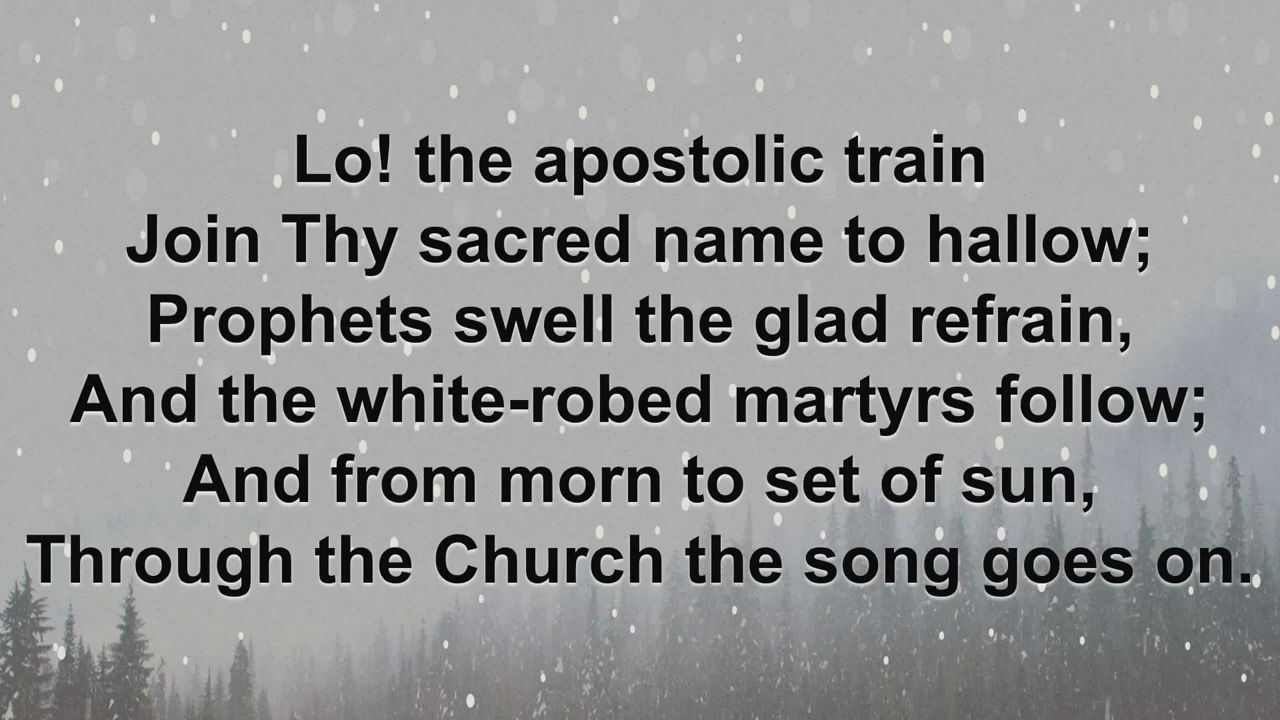 Lo! the apostolic train
Join Thy sacred name to hallow;
Prophets swell the glad refrain,
And the white-robed martyrs follow;
And from morn to set of sun,
Through the Church the song goes on.